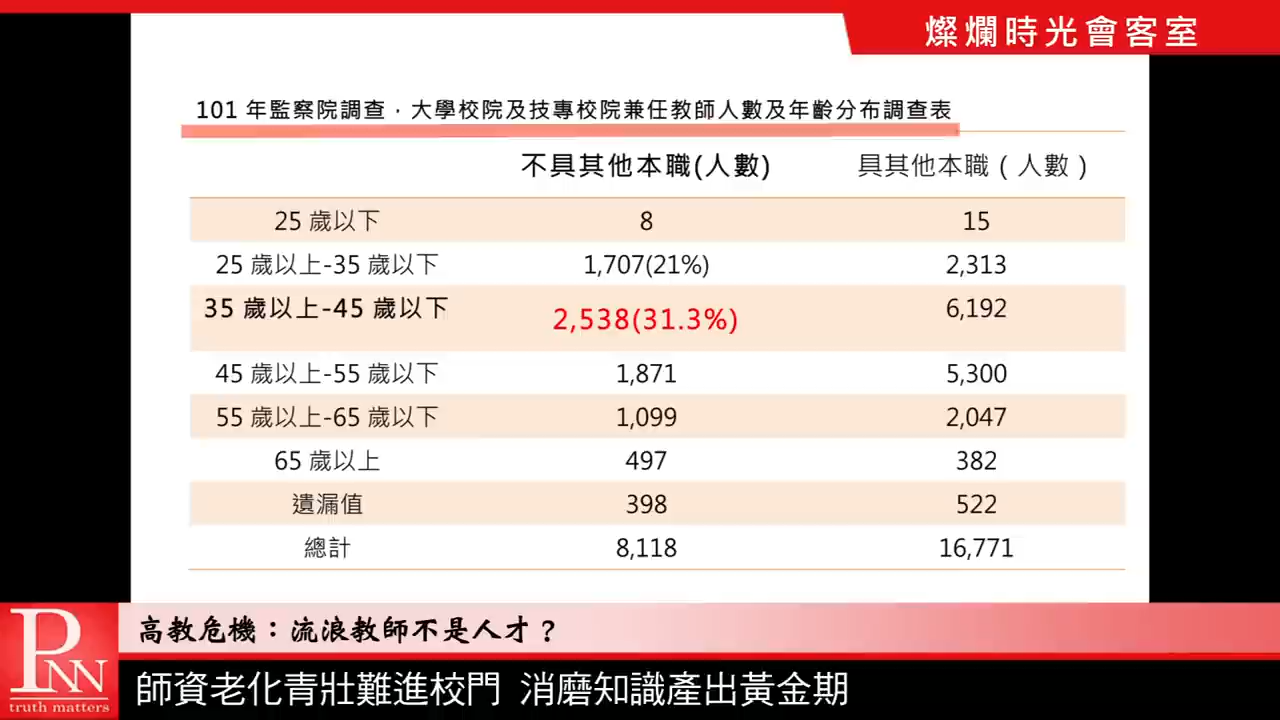 燦爛時光會客室
101 年監察院調查，大學校院及技專校院兼任教師人數及年齡分布調查表
不具其他本職(人數) 具其他本職（人數）
25 歲以下 8 15
25 歲以上-35 歲以下 1,707(21%) 2,313
35 歲以上-45 歲以下 2,538(31.3%) 6,192
45 歲以上-55 歲以下 1,871 5,300
55 歲以上-65 歲以下 1,099 2,047
65 歲以上 497 382
遺漏值 398 522
總計 8,118 16,771
高教危機：流浪教師不是人才？
師資老化青壯難進校門 消磨知識產出黃金期
PNN
truth matters